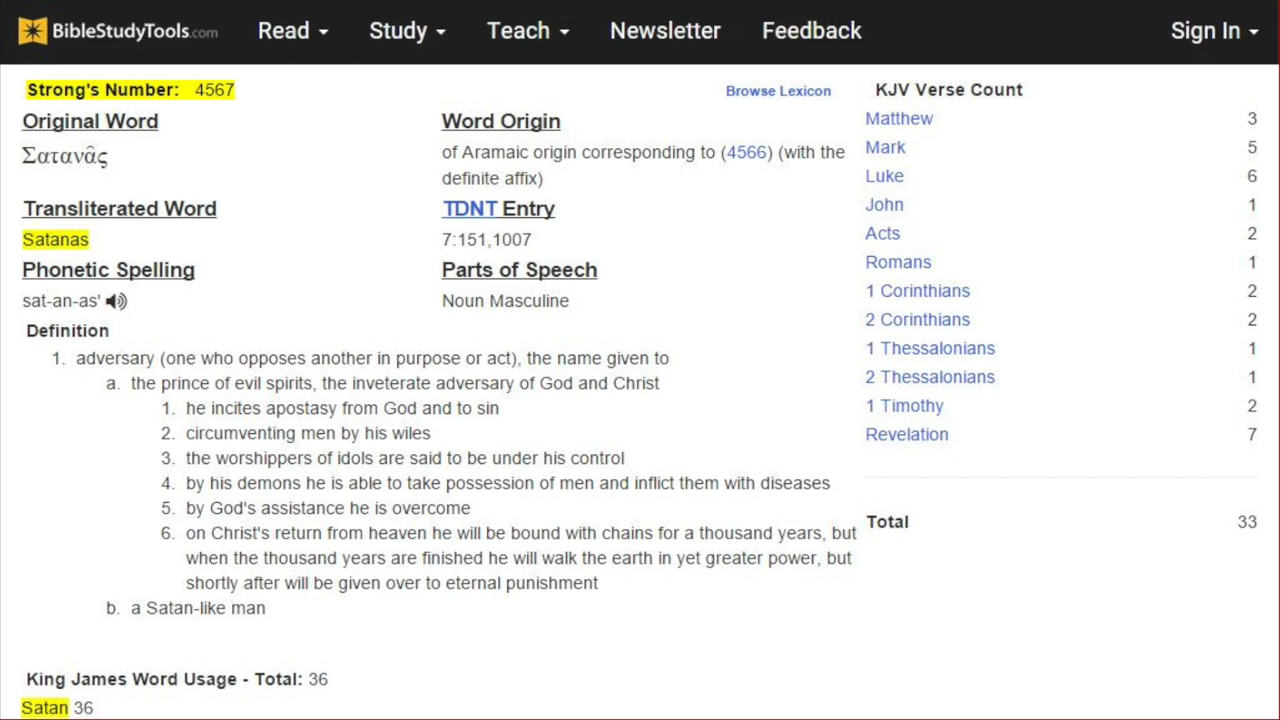 BibleStudyTools.com Read Study Teach Newsletter Feedback Sign In
Strong's Number: 4567
Browse Lexicon
Original Word
Σατανᾶς
Word Origin
of Aramaic origin corresponding to (4566) (with the
definite affix)
Transliterated Word
Satanas
TDNT Entry
7:151,1007
Phonetic Spelling
sat-an-as'
Parts of Speech
Noun Masculine
Definition
1. adversary (one who opposes another in purpose or act), the name given to
a. the prince of evil spirits, the inveterate adversary of God and Christ
1. he incites apostasy from God and to sin
2. circumventing men by his wiles
3. the worshippers of idols are said to be under his control
4. by his demons he is able to take possession of men and inflict them with diseases
5. by God's assistance he is overcome
6. on Christ's return from heaven he will be bound with chains for a thousand years, but
when the thousand years are finished he will walk the earth in yet greater power, but
shortly after will be given over to eternal punishment
b. a Satan-like man
King James Word Usage - Total: 36
Satan 36
KJV Verse Count
Matthew 3
Mark 5
Luke 6
John 1
Acts 2
Romans 1
1 Corinthians 2
2 Corinthians 2
1 Thessalonians 1
2 Thessalonians 1
1 Timothy 2
Revelation 7
Total 33